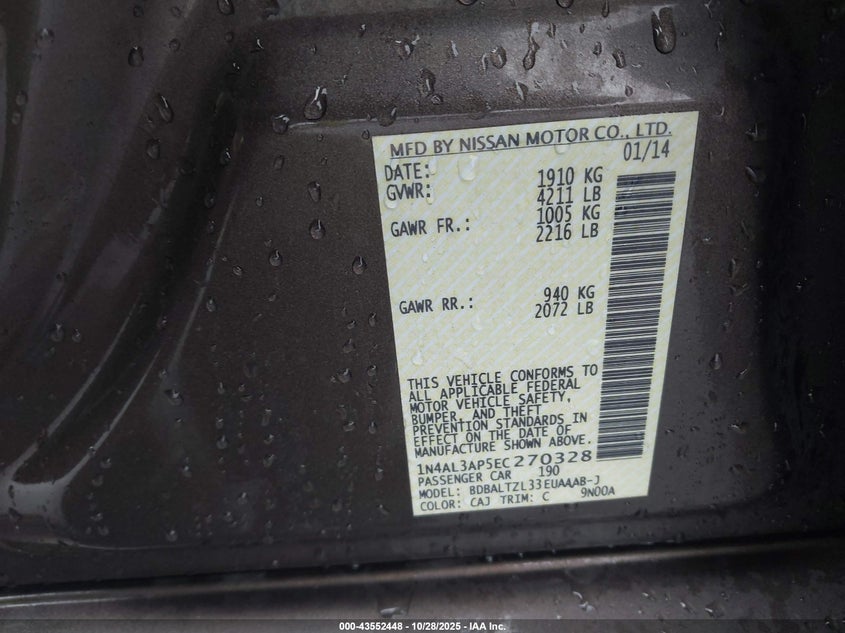 MFD BY NISSAN MOTOR CO., LTD.
DATE: 01/14
GVWR: 1910 KG
4211 LB
GAWR FR.: 1005 KG
2216 LB
GAWR RR.: 940 KG
2072 LB
THIS VEHICLE CONFORMS TO
ALL APPLICABLE FEDERAL
MOTOR VEHICLE SAFETY,
BUMPER, AND THEFT
PREVENTION STANDARDS IN
EFFECT ON THE DATE OF
MANUFACTURE SHOWN ABOVE.
1N4AL3AP5EC270328
PASSENGER CAR 190
MODEL: BDBALTZL33EUAAAB-J
COLOR: CAJ TRIM: C 9N00A
000-43552448 - 10/28/2025 - IAA Inc.